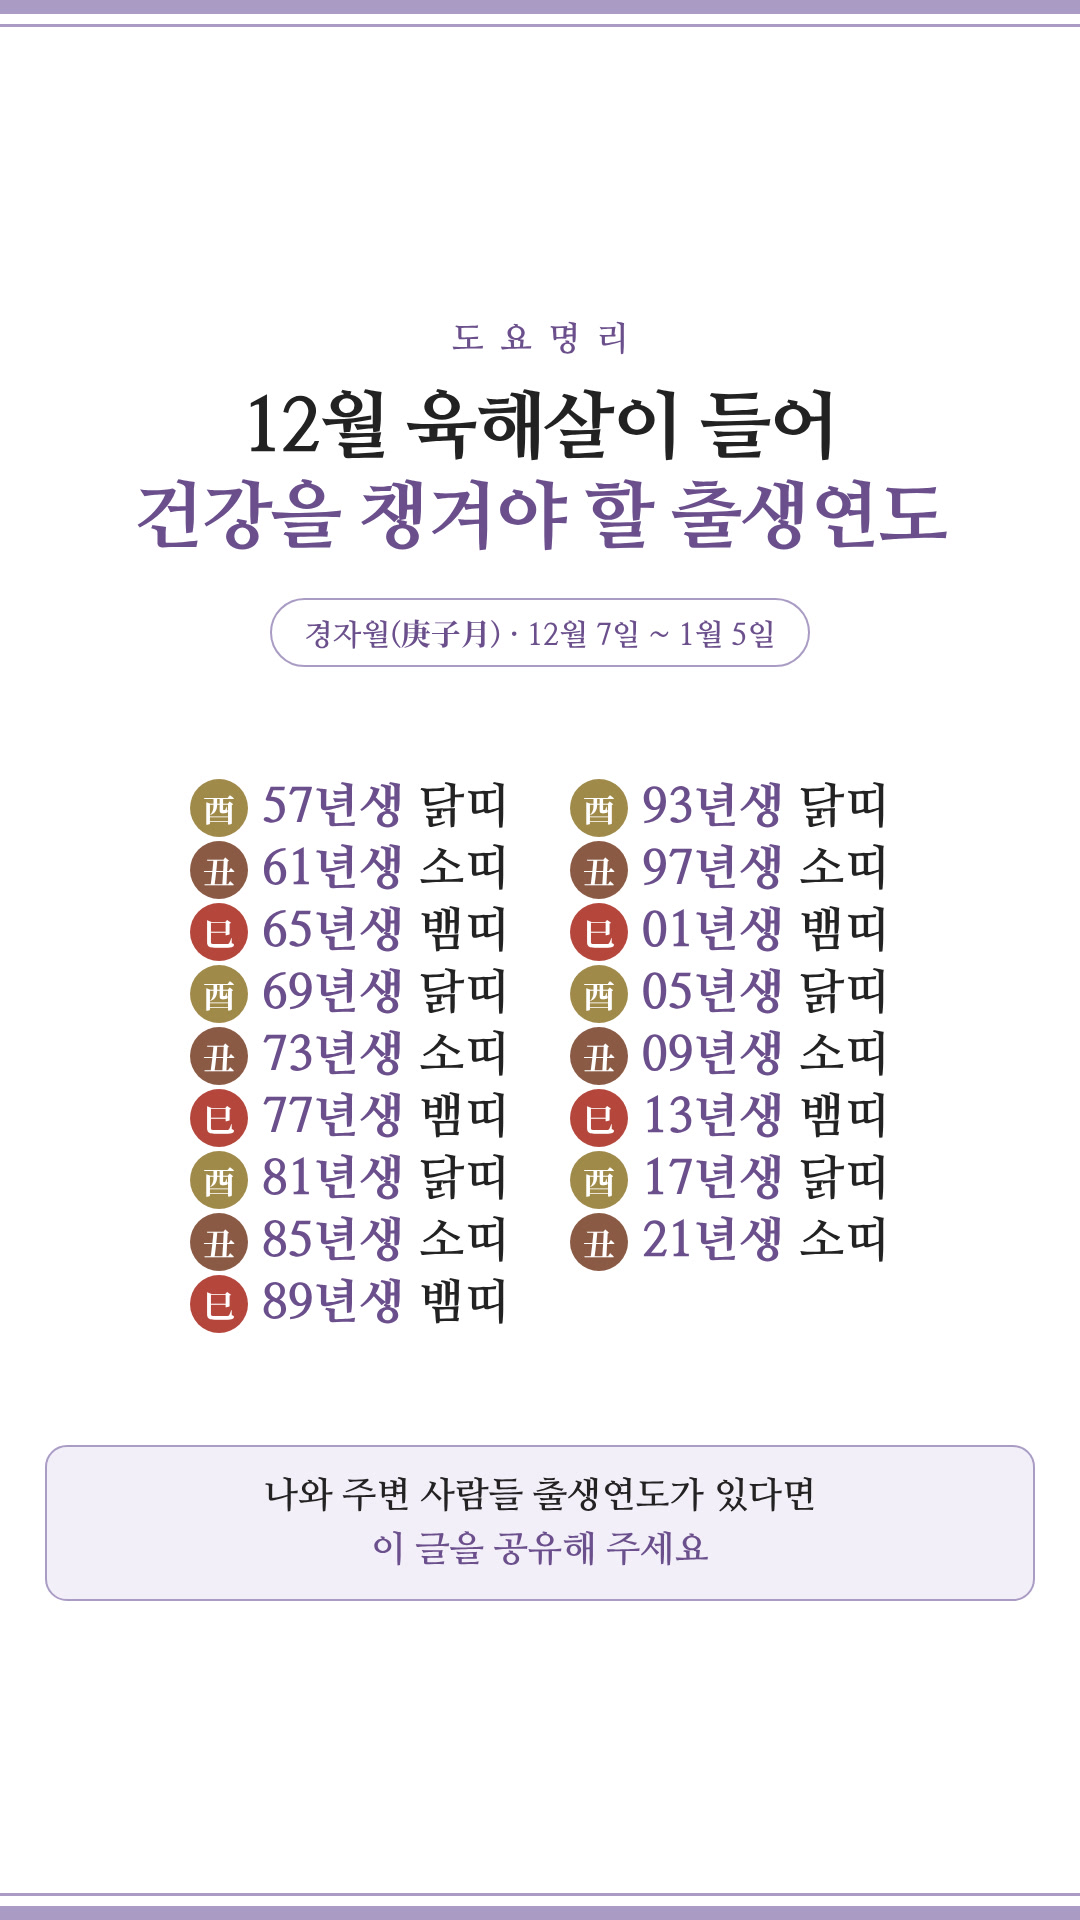 도요명리
12월 육해살이 들어
건강을 챙겨야 할 출생연도
경자월(庚子月) · 12월 7일 ~ 1월 5일
酉 57년생 닭띠
丑 61년생 소띠
巳 65년생 뱀띠
酉 69년생 닭띠
丑 73년생 소띠
巳 77년생 뱀띠
酉 81년생 닭띠
丑 85년생 소띠
巳 89년생 뱀띠
酉 93년생 닭띠
丑 97년생 소띠
巳 01년생 뱀띠
酉 05년생 닭띠
丑 09년생 소띠
巳 13년생 뱀띠
酉 17년생 닭띠
丑 21년생 소띠
나와 주변 사람들 출생연도가 있다면
이 글을 공유해 주세요